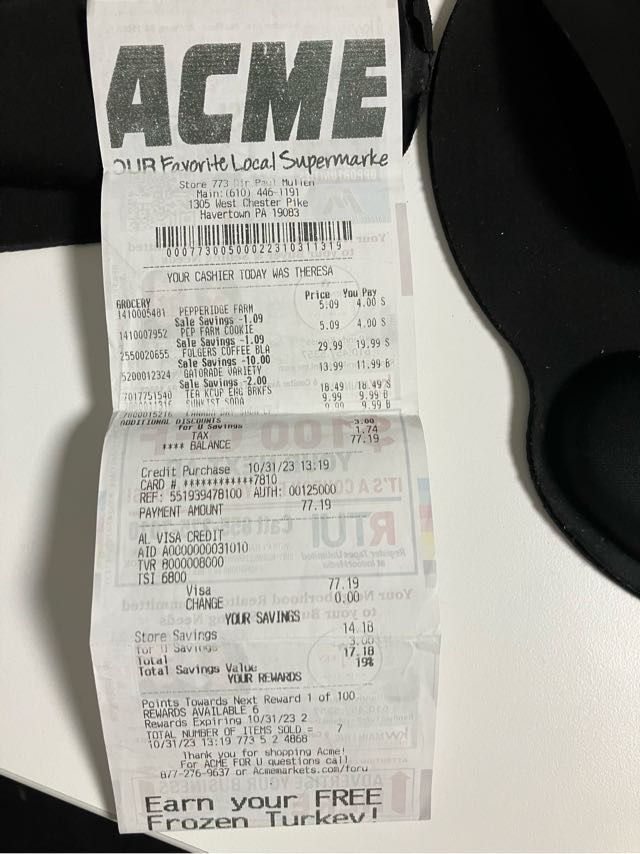 ACME
OUR Favorite Local Supermarke
Store 773 Dir Paul Mullen
Main: (610) 446-1191
1305 West Chester Pike
Havertown PA 19083
00077300500022310311319
YOUR CASHIER TODAY WAS THERESA
Price You Pay
GROCERY
1410005481 PEPPERIDGE FARM 5.09 4.00 S
Sale Savings -1.09
1410007952 PEP FARM COOKIE 5.09 4.00 S
Sale Savings -1.09
2550020655 FOLGERS COFFEE BLA 29.99 19.99 S
Sale Savings -10.00
5200012324 GATORADE VARIETY 13.99 11.99 B
Sale Savings -2.00
7017751540 TEA KCUP ENG BRKFS 18.49 18.49 S
SUNKIST SODA 9.99 9.99 B
9.99 9.99 B
ADDITIONAL DISCOUNTS
for U Savings -3.00
TAX 1.74
**** BALANCE 77.19
Credit Purchase 10/31/23 13:19
CARD # ************7810
REF: 551939478100 AUTH: 00125000
PAYMENT AMOUNT 77.19
AL VISA CREDIT
AID A0000000031010
TVR 8000008000
TSI 6800
Visa 77.19
CHANGE 0.00
YOUR SAVINGS
Store Savings 14.18
for U Savings 3.00
Total 17.18
Total Savings Value 19%
YOUR REWARDS
Points Towards Next Reward 1 of 100
REWARDS AVAILABLE 6
Rewards Expiring 10/31/23 2
TOTAL NUMBER OF ITEMS SOLD = 7
10/31/23 13:19 773 5 2 4868
Thank you for shopping Acme!
For ACME FOR U questions call
877-276-9637 or Acmemarkets.com/foru
Earn your FREE
Frozen Turkey!